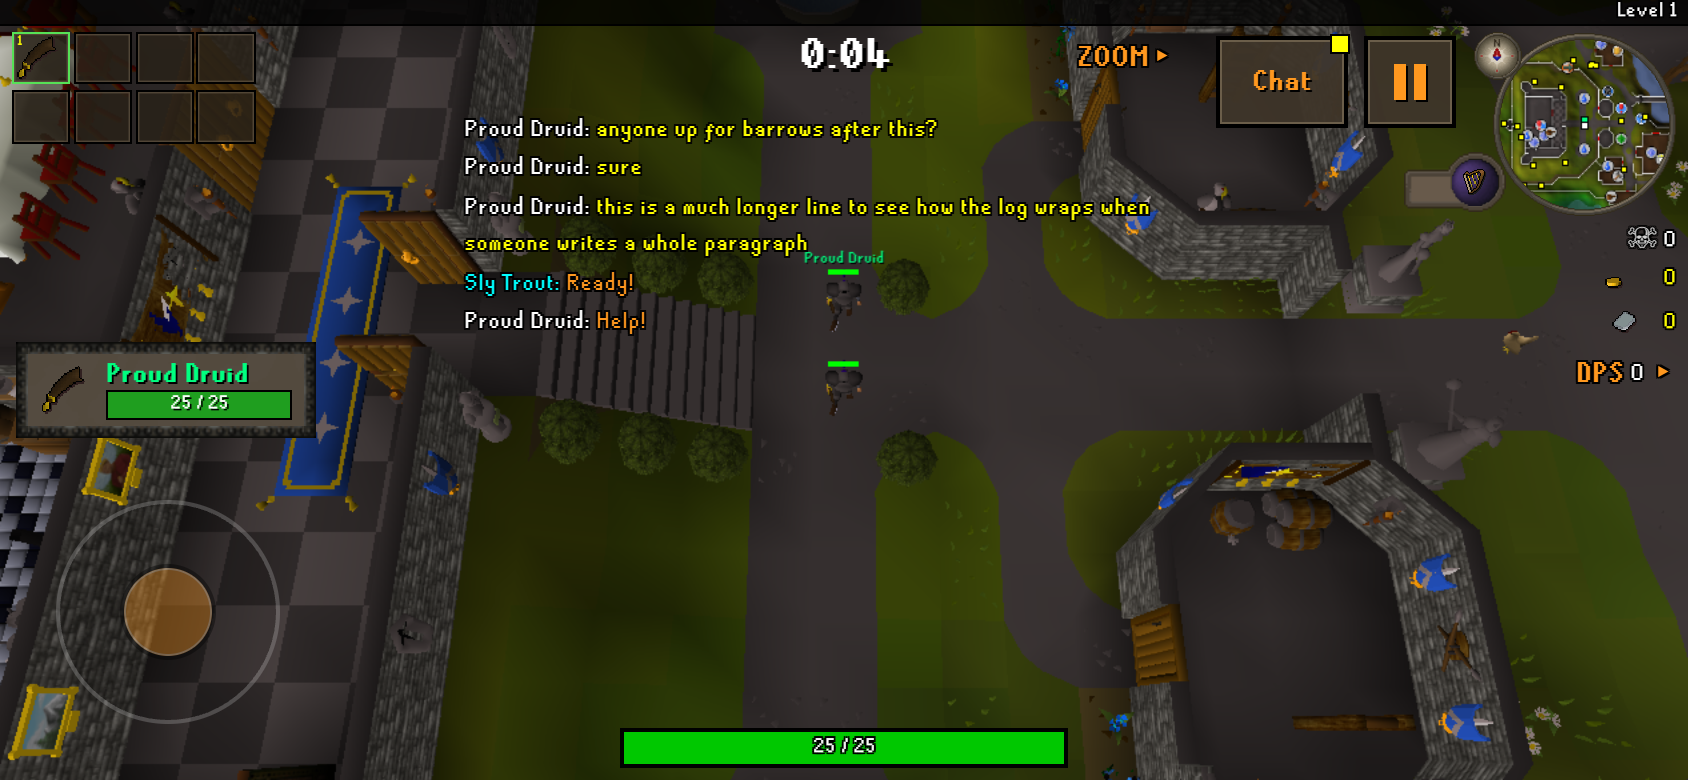 Level 1
1
0:04
ZOOM
Chat
Proud Druid: anyone up for barrows after this?
Proud Druid: sure
Proud Druid: this is a much longer line to see how the log wraps when
someone writes a whole paragraph
Proud Druid
Sly Trout: Ready!
Proud Druid: Help!
0
0
0
DPS 0
Proud Druid
25 / 25
25 / 25